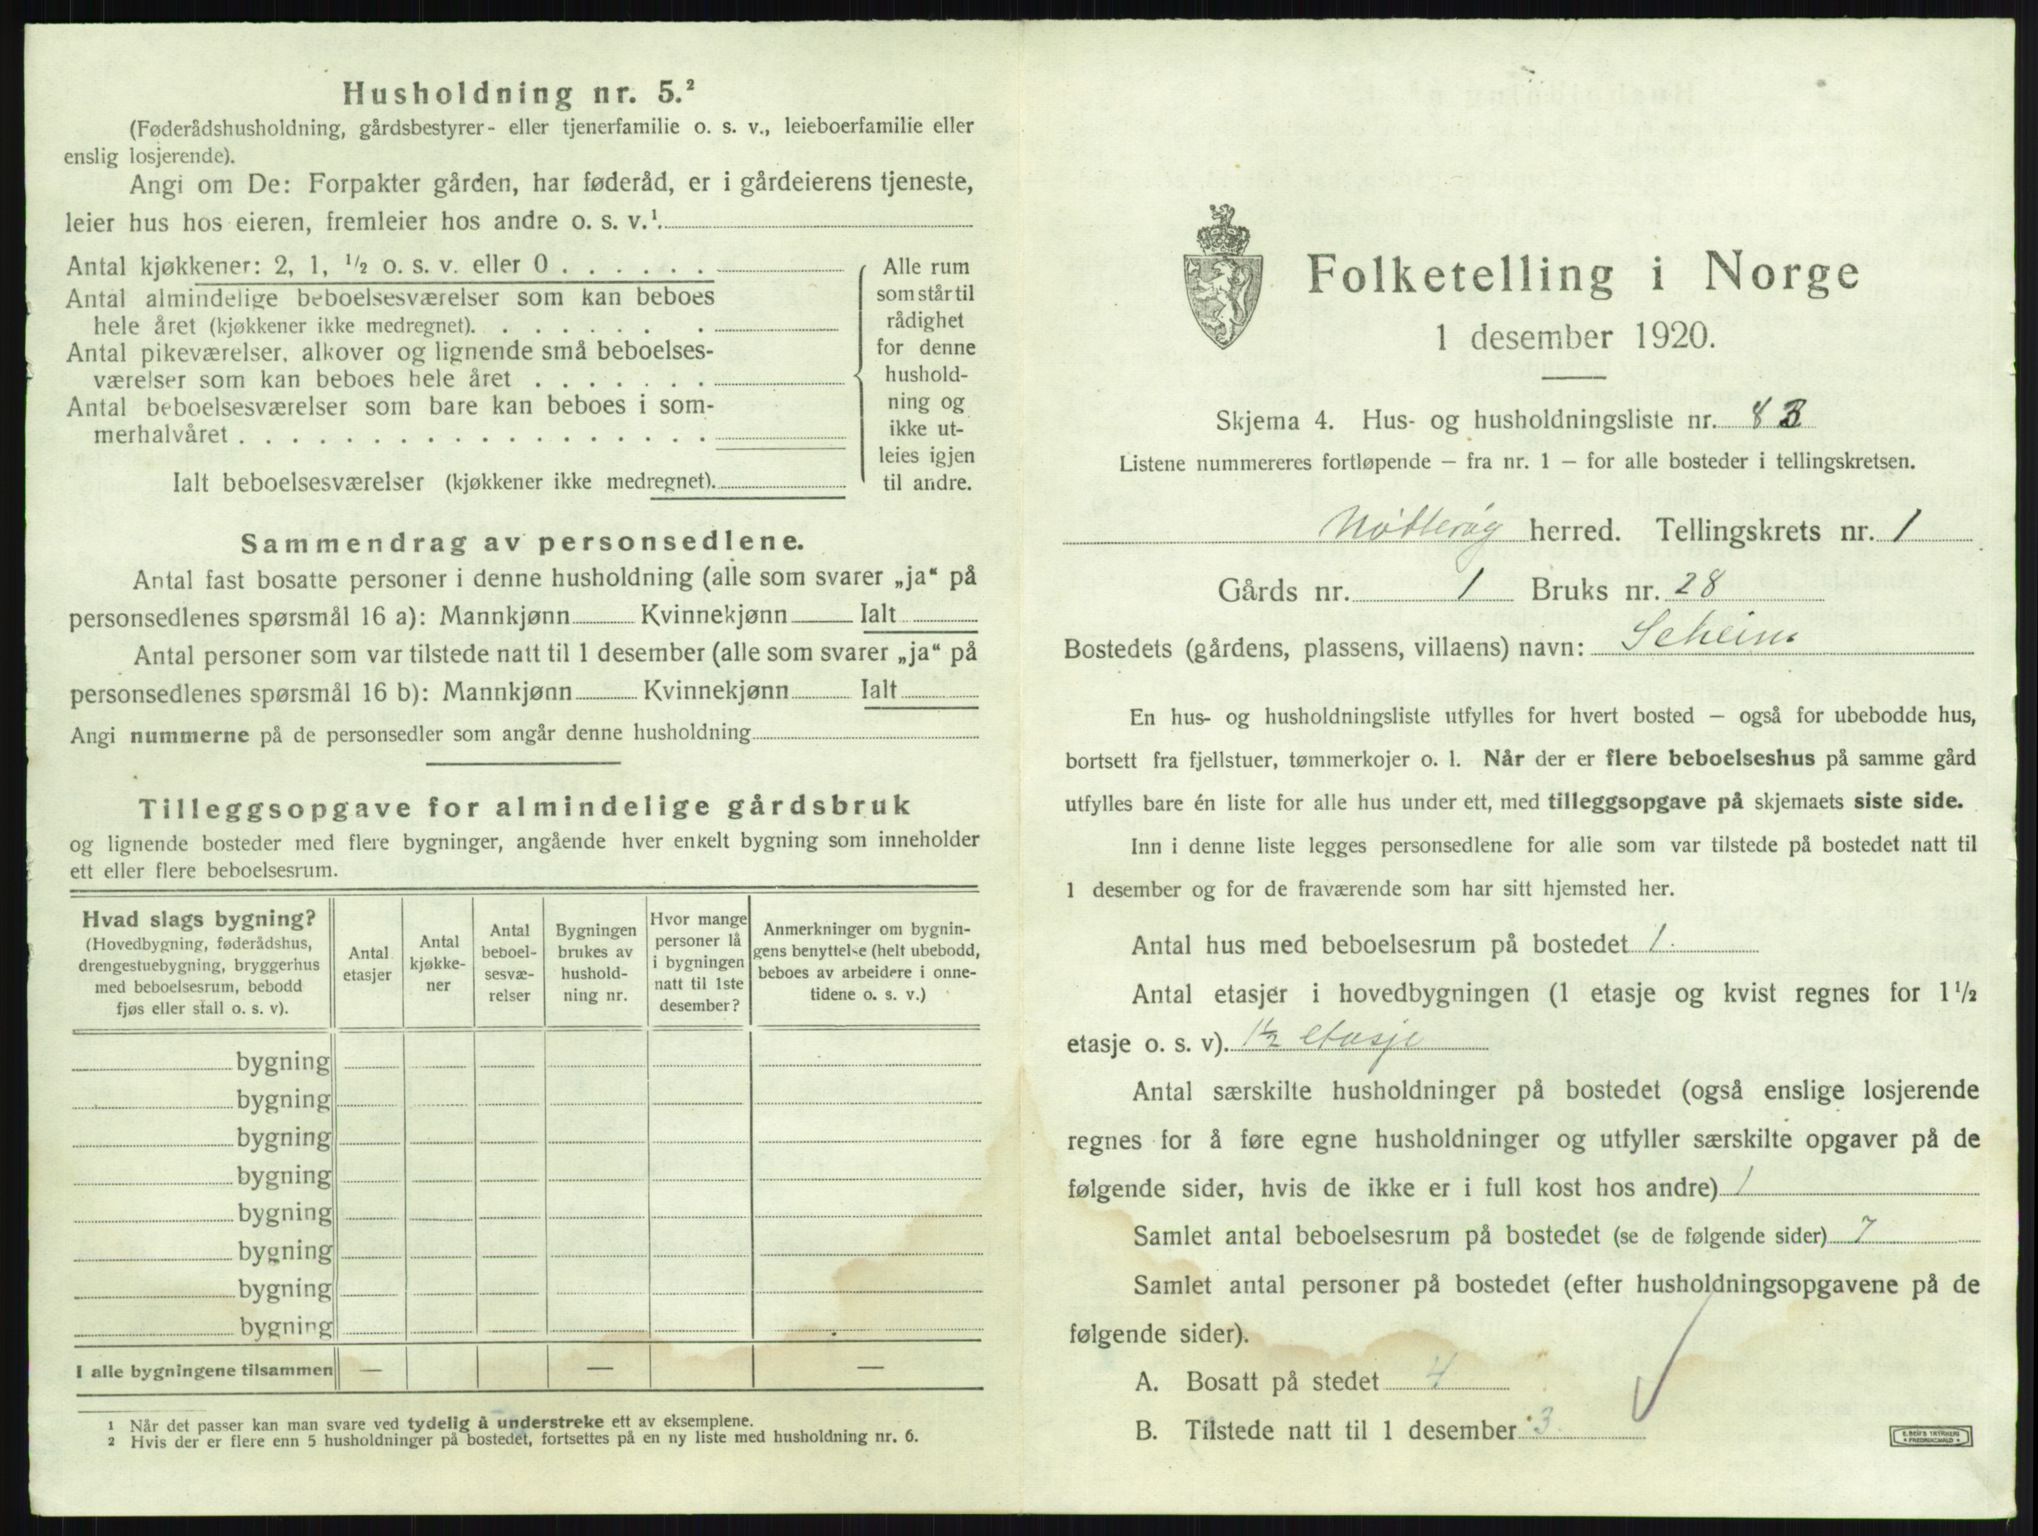 Husholdning nr. 5.²
(Føderådshusholdning, gårdsbestyrer- eller tjenerfamilie o. s. v., leieboerfamilie eller
enslig losjerende).
Angi om De: Forpakter gården, har føderåd, er i gårdeierens tjeneste,
leier hus hos eieren, fremleier hos andre o. s. v.¹.
Antal kjøkkener: 2, 1, ½ o. s. v. eller 0 . . . . . .
Antal almindelige beboelsesværelser som kan beboes
hele året (kjøkkener ikke medregnet). . . . . . . .
Antal pikeværelser, alkover og lignende små beboelses-
værelser som kan beboes hele året . . . . . . .
Antal beboelsesværelser som bare kan beboes i som-
merhalvåret . . . . . . . . . . . . . . . . . .
Ialt beboelsesværelser (kjøkkener ikke medregnet).
Alle rum
som står til
rådighet
for denne
hushold-
ning og
ikke ut-
leies igjen
til andre.
Sammendrag av personsedlene.
Antal fast bosatte personer i denne husholdning (alle som svarer „ja“ på
personsedlenes spørsmål 16 a): Mannkjønn Kvinnekjønn Ialt
Antal personer som var tilstede natt til 1 desember (alle som svarer „ja“ på
personsedlenes spørsmål 16 b): Mannkjønn Kvinnekjønn Ialt
Angi nummerne på de personsedler som angår denne husholdning
Tilleggsopgave for almindelige gårdsbruk
og lignende bosteder med flere bygninger, angående hver enkelt bygning som inneholder
ett eller flere beboelsesrum.
Hvad slags bygning?
(Hovedbygning, føderådshus,
drengestuebygning, bryggerhus
med beboelsesrum, bebodd
fjøs eller stall o. s. v).
Antal
etasjer
Antal
kjøkke-
ner
Antal
beboel-
sesvæ-
relser
Bygningen
brukes av
hushold-
ning nr.
Hvor mange
personer lå
i bygningen
natt til 1ste
desember?
Anmerkninger om bygnin-
gens benyttelse (helt ubebodd,
beboes av arbeidere i onne-
tidene o. s. v.)
bygning
bygning
bygning
bygning
bygning
bygning
bygning
bygning
I alle bygningene tilsammen — — —
¹ Når det passer kan man svare ved tydelig å understreke ett av eksemplene.
² Hvis der er flere enn 5 husholdninger på bostedet, fortsettes på en ny liste med husholdning nr. 6.
Folketelling i Norge
1 desember 1920.
Skjema 4. Hus- og husholdningsliste nr. 83
Listene nummereres fortløpende — fra nr. 1 — for alle bosteder i tellingskretsen.
Nøtterøy herred. Tellingskrets nr. 1
Gårds nr. 1 Bruks nr. 28
Bostedets (gårdens, plassens, villaens) navn: Solheim
En hus- og husholdningsliste utfylles for hvert bosted — også for ubebodde hus,
bortsett fra fjellstuer, tømmerkojer o. l. Når der er flere beboelseshus på samme gård
utfylles bare én liste for alle hus under ett, med tilleggsopgave på skjemaets siste side.
Inn i denne liste legges personsedlene for alle som var tilstede på bostedet natt til
1 desember og for de fraværende som har sitt hjemsted her.
Antal hus med beboelsesrum på bostedet 1.
Antal etasjer i hovedbygningen (1 etasje og kvist regnes for 1½
etasje o. s. v). 1½ etasje
Antal særskilte husholdninger på bostedet (også enslige losjerende
regnes for å føre egne husholdninger og utfyller særskilte opgaver på de
følgende sider, hvis de ikke er i full kost hos andre) 1
Samlet antal beboelsesrum på bostedet (se de følgende sider) 7
Samlet antal personer på bostedet (efter husholdningsopgavene på de
følgende sider).
A. Bosatt på stedet 4
B. Tilstede natt til 1 desember 3